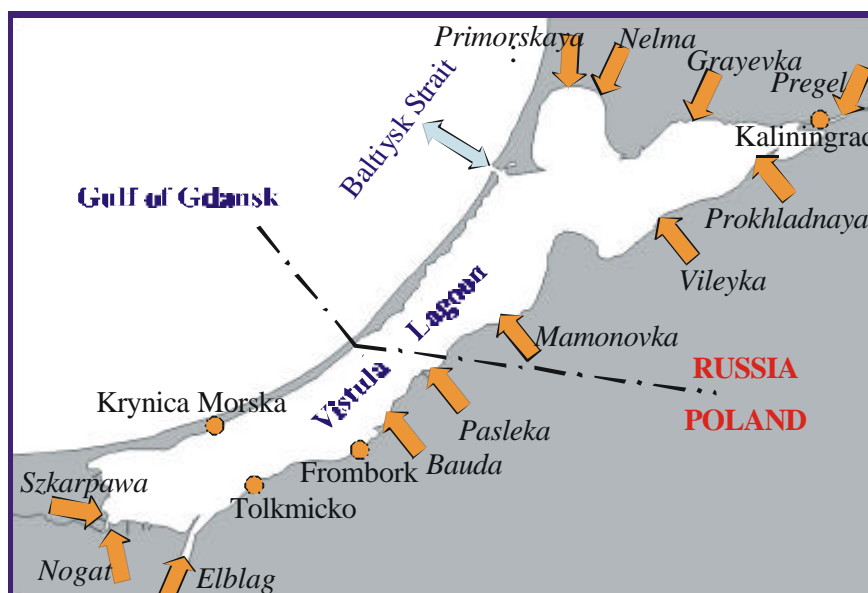 Primorskaya
Nelma
Grayevka
Pregel
Kaliningrad
Baltiysk Strait
Gulf of Gdansk
Prokhladnaya
Vileyka
Vistula Lagoon
Mamonovka
RUSSIA
POLAND
Krynica Morska
Pasleka
Bauda
Frombork
Tolkmicko
Szkarpawa
Nogat
Elblag